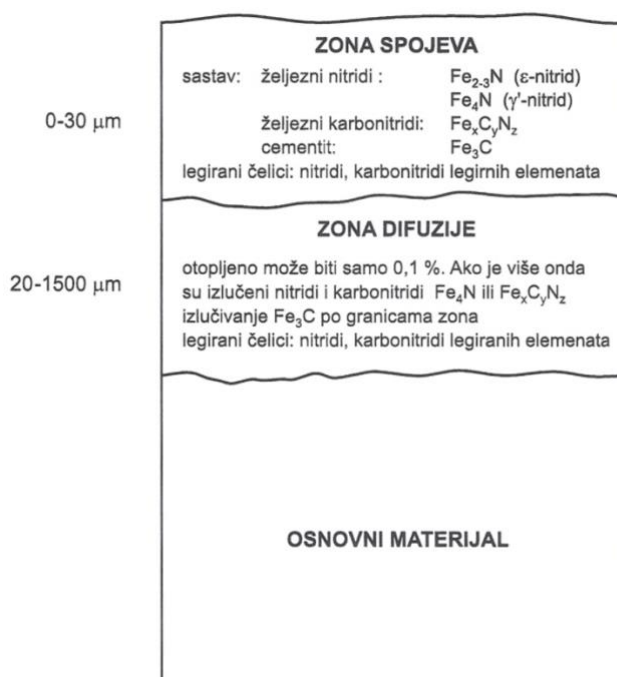 ZONA SPOJEVA
sastav: željezni nitridi : Fe₂₋₃N (ε-nitrid)
Fe₄N (γ'-nitrid)
0-30 μm
željezni karbonitridi: FeₓC_yN_z
cementit: Fe₃C
legirani čelici: nitridi, karbonitridi legirnih elemenata
ZONA DIFUZIJE
20-1500 μm
otopljeno može biti samo 0,1 %. Ako je više onda
su izlučeni nitridi i karbonitridi Fe₄N ili FeₓC_yN_z
izlučivanje Fe₃C po granicama zona
legirani čelici: nitridi, karbonitridi legiranih elemenata
OSNOVNI MATERIJAL